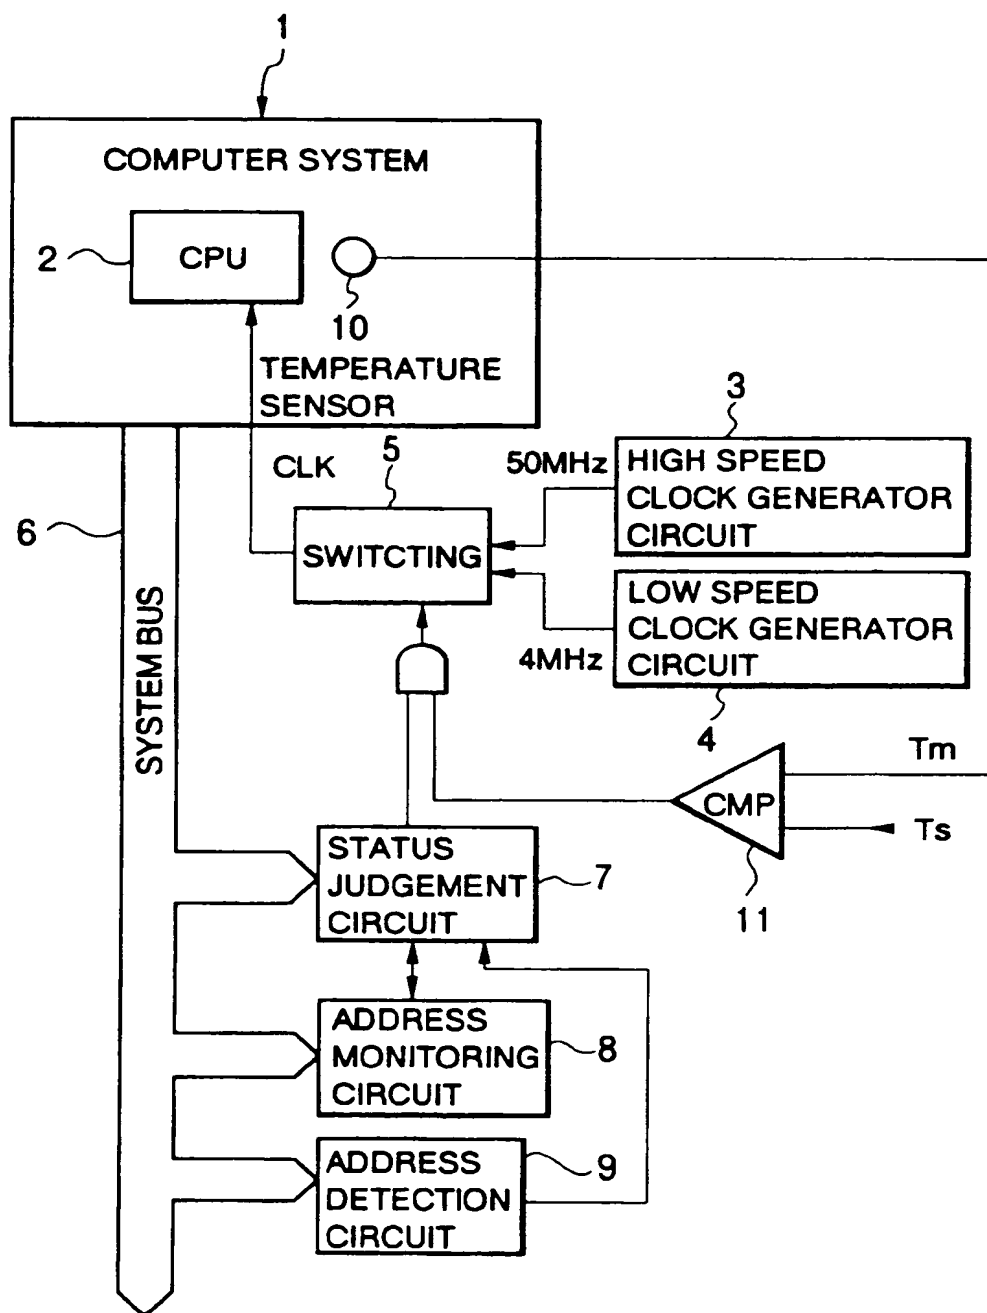 1
COMPUTER SYSTEM
2
CPU
10
TEMPERATURE
SENSOR
3
5
CLK
50MHz
HIGH SPEED
CLOCK GENERATOR
CIRCUIT
6
SWITCTING
LOW SPEED
CLOCK GENERATOR
CIRCUIT
4MHz
4
SYSTEM BUS
Tm
CMP
Ts
11
STATUS
JUDGEMENT
CIRCUIT
7
ADDRESS
MONITORING
CIRCUIT
8
ADDRESS
DETECTION
CIRCUIT
9